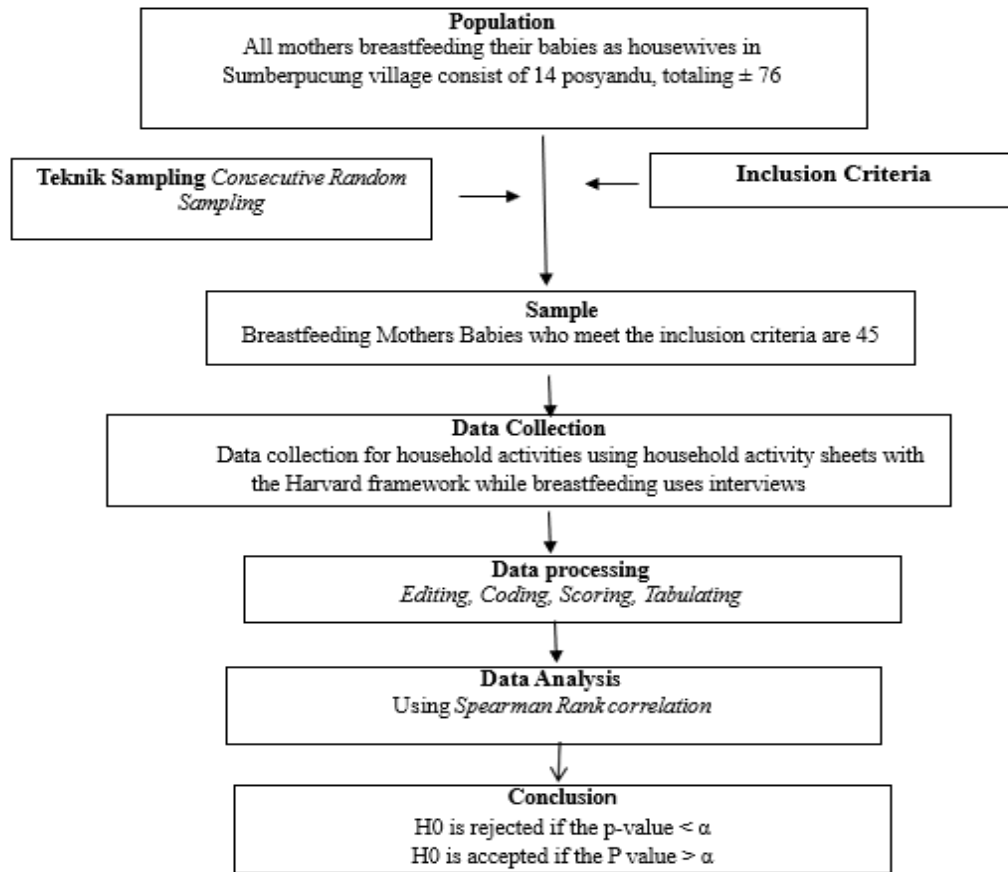 Population
All mothers breastfeeding their babies as housewives in
Sumberpucung village consist of 14 posyandu, totaling ± 76
Teknik Sampling Consecutive Random
Sampling
Inclusion Criteria
Sample
Breastfeeding Mothers Babies who meet the inclusion criteria are 45
Data Collection
Data collection for household activities using household activity sheets with
the Harvard framework while breastfeeding uses interviews
Data processing
Editing, Coding, Scoring, Tabulating
Data Analysis
Using Spearman Rank correlation
Conclusion
H0 is rejected if the p-value < α
H0 is accepted if the P value > α